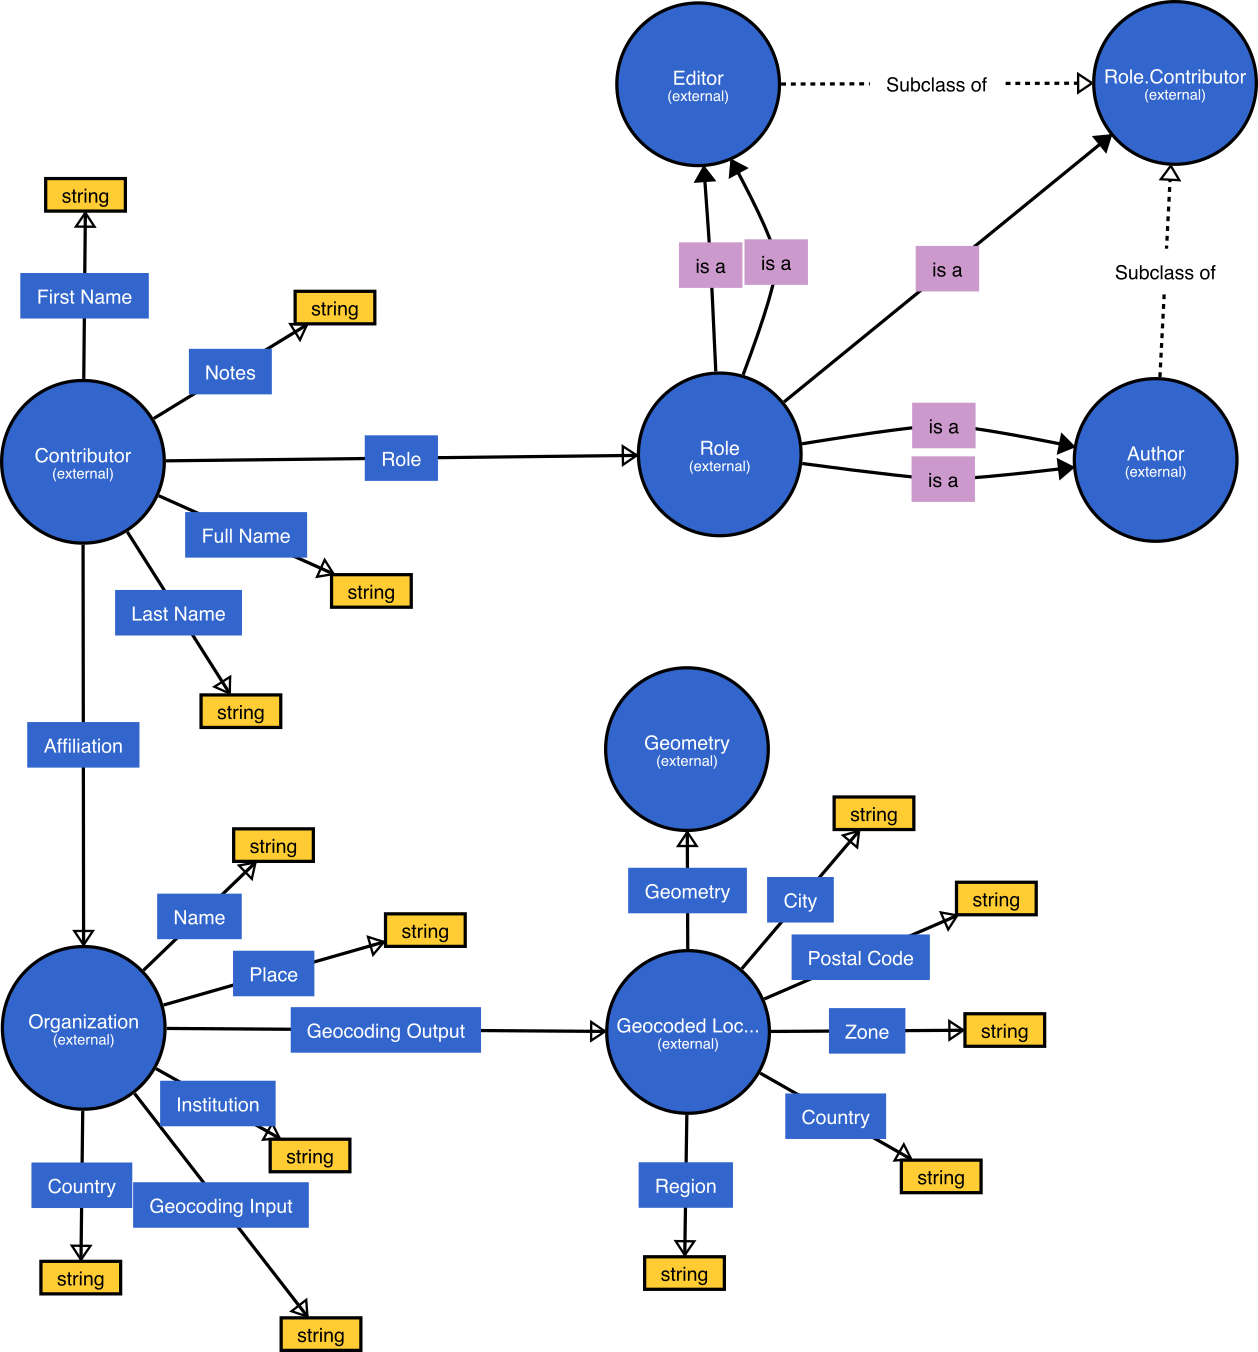 Editor
(external)
Subclass of
Role.Contributor
(external)
string
is a
is a
is a
Subclass of
First Name
string
Notes
Contributor
(external)
Role
Role
(external)
is a
is a
Author
(external)
Full Name
string
Last Name
string
Affiliation
Geometry
(external)
string
string
Name
Geometry
City
string
string
Place
Postal Code
Organization
(external)
Geocoding Output
Geocoded Loc...
(external)
Zone
string
Institution
string
Country
string
Country
Geocoding Input
Region
string
string
string